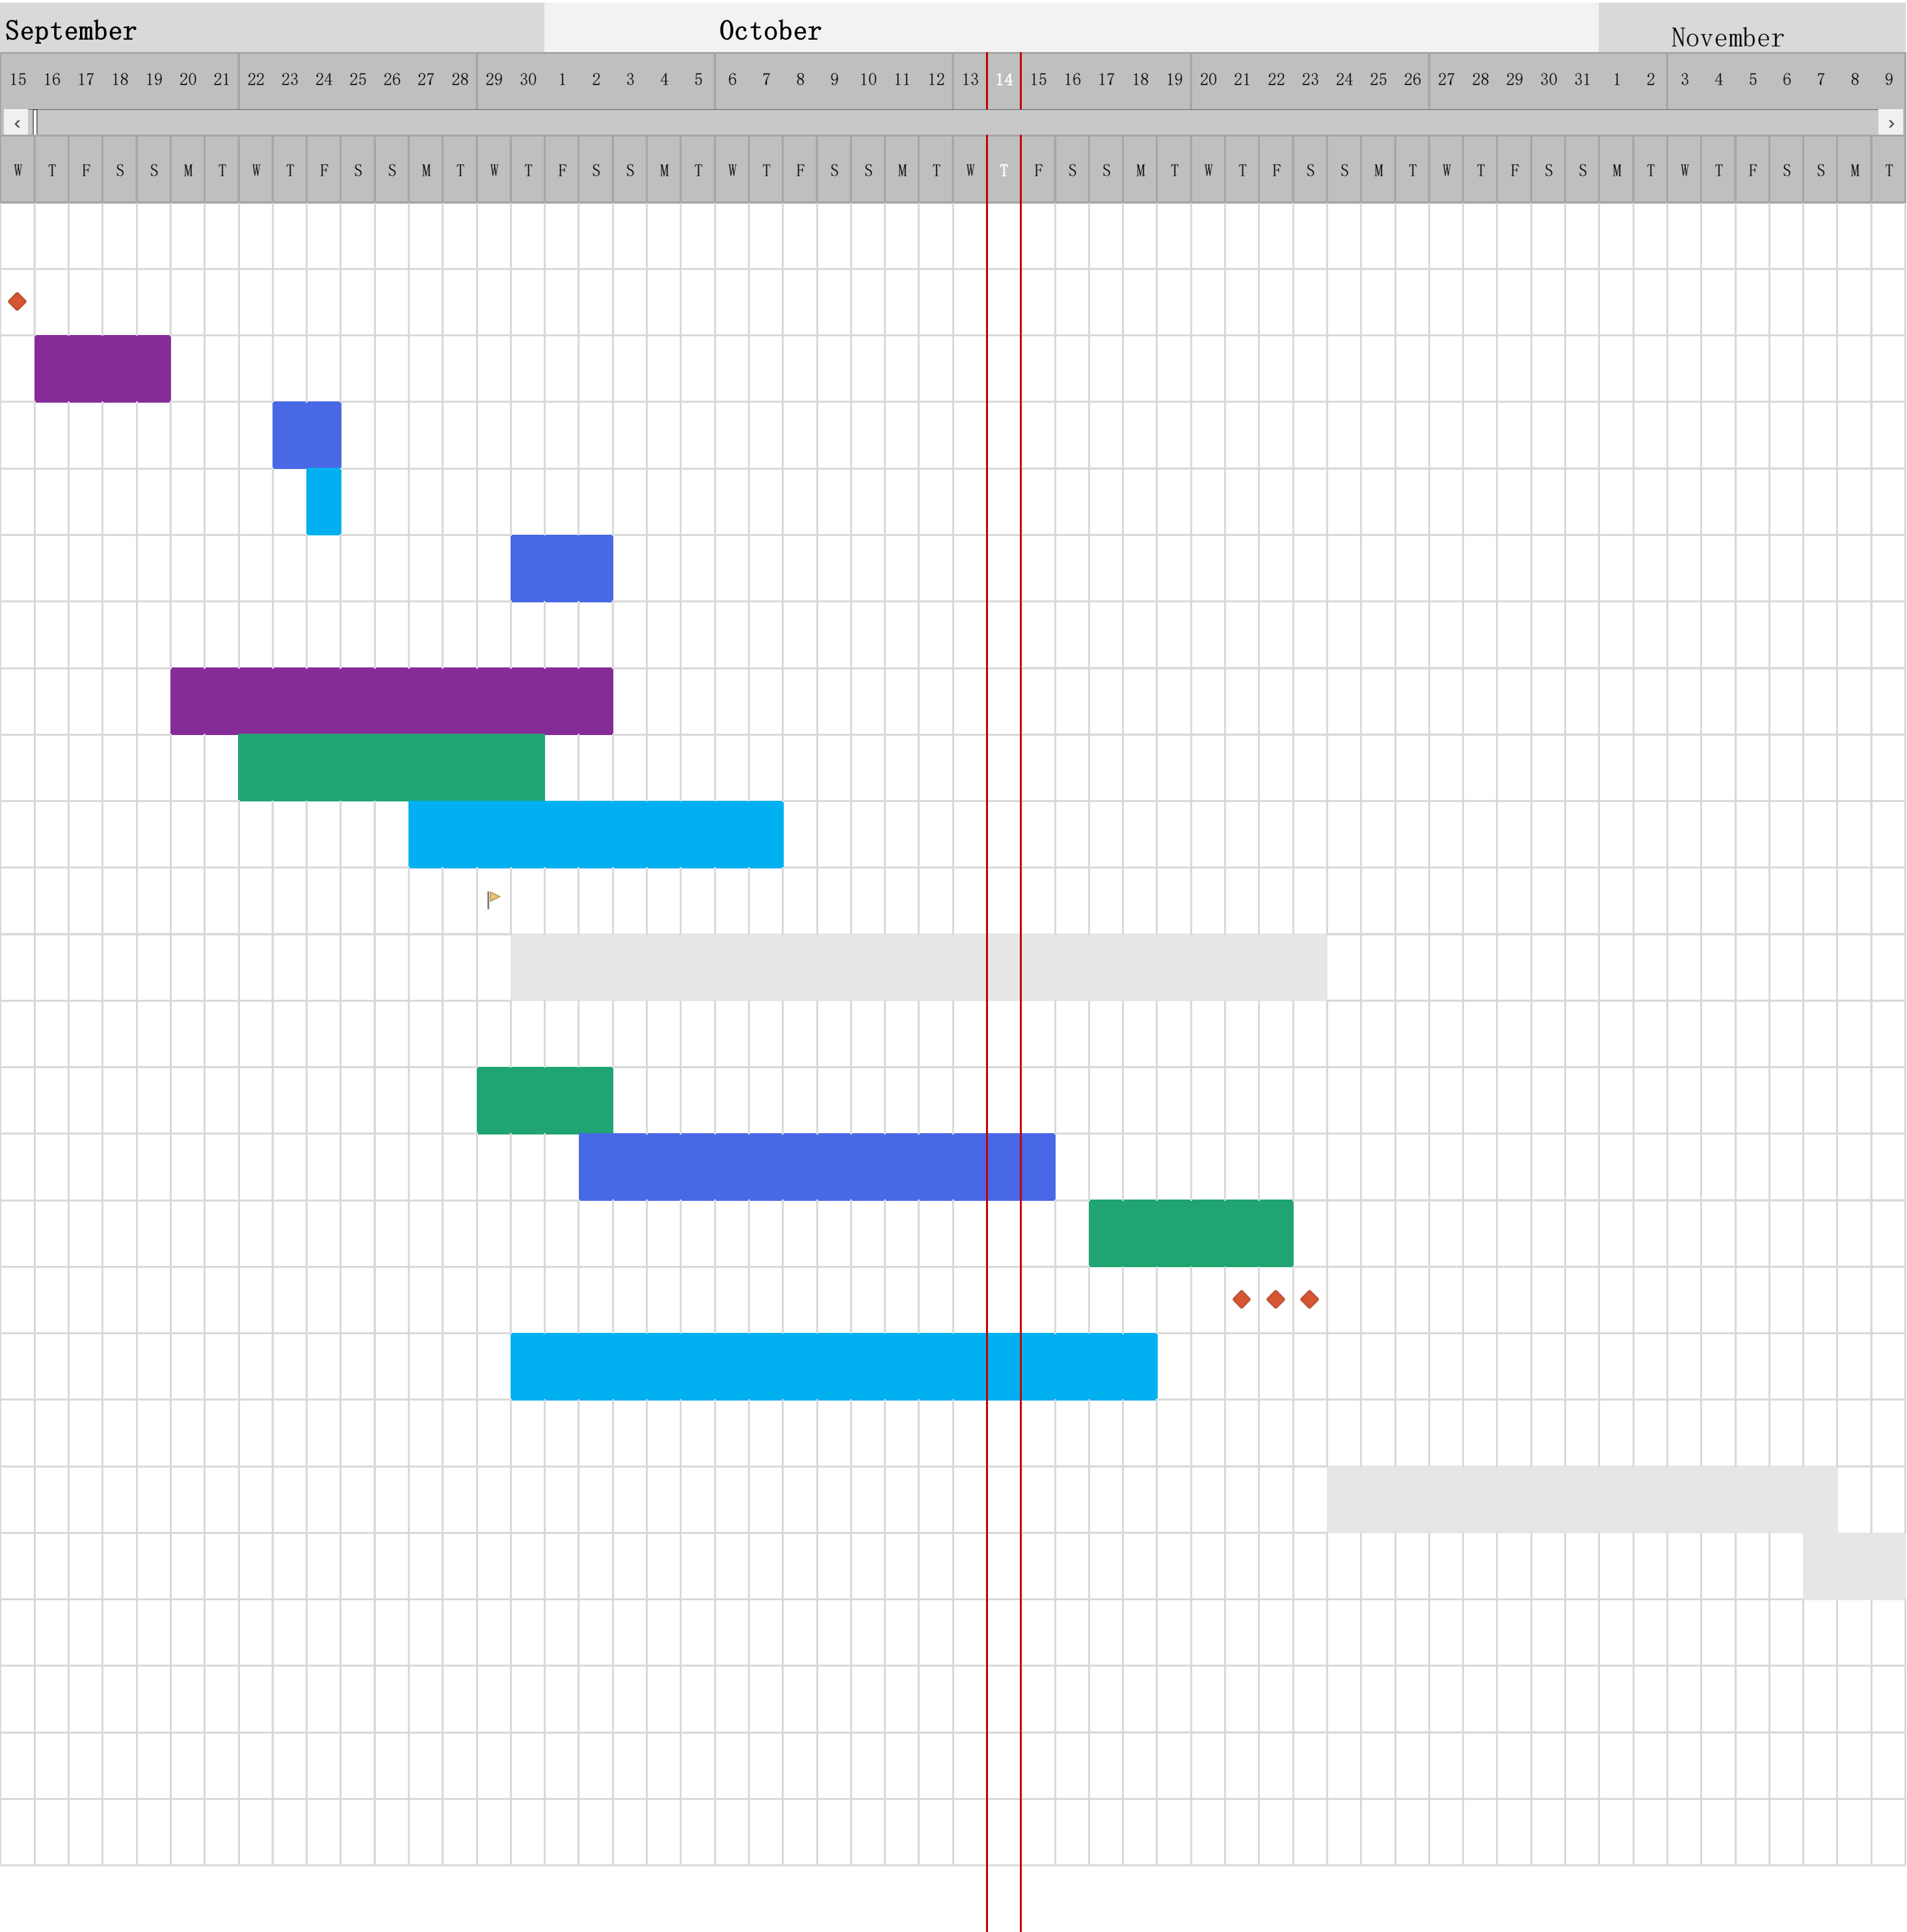 September October November
15 16 17 18 19 20 21 22 23 24 25 26 27 28 29 30 1 2 3 4 5 6 7 8 9 10 11 12 13 14 15 16 17 18 19 20 21 22 23 24 25 26 27 28 29 30 31 1 2 3 4 5 6 7 8 9
W T F S S M T W T F S S M T W T F S S M T W T F S S M T W T F S S M T W T F S S M T W T F S S M T W T F S S M T